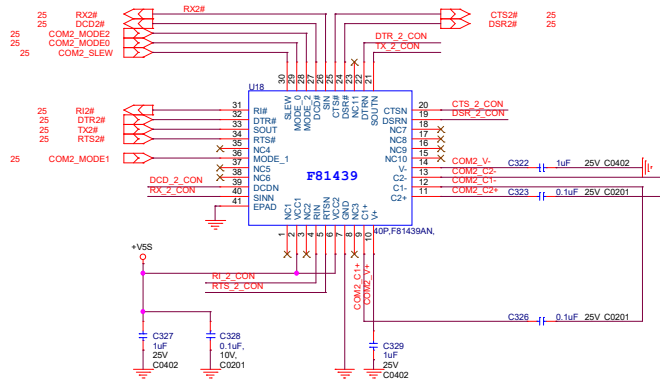 25 RX2# RX2# CTS2# 25
25 DCD2# DSR2# 25
25 COM2_MODE2
25 COM2_MODE0 DTR_2_CON
25 COM2_SLEW TX_2_CON
30 29 28 27 26 25 24 23 22 21
U18
SLEW MODE_0 MODE_2 DCD# SIN CTS# DSR# NC11 DTRN SOUTN
25 RI2# 31 RI# CTSN 20 CTS_2_CON
25 DTR2# 32 DTR# DSRN 19 DSR_2_CON
25 TX2# 33 SOUT NC7 18
25 RTS2# 34 RTS# NC8 17
35 NC4 NC9 16
25 COM2_MODE1 36 MODE_1 NC10 15
37 NC5 V- 14 COM2_V- C322 1uF 25V C0402
38 NC6 F81439 C2- 13 COM2_C2-
DCD_2_CON 39 DCDN C1- 12 COM2_C1-
RX_2_CON 40 SINN C2+ 11 COM2_C2+ C323 0.1uF 25V C0201
41 EPAD
NC1 VCC1 NC2 RIN RTSN VCC2 GND NC3 C1+ V+
40P,F81439AN,
1 2 3 4 5 6 7 8 9 10
+V5S
COM2_C1+
COM2_V+
RI_2_CON
RTS_2_CON
C326 0.1uF 25V C0201
C327
1uF
25V
C0402
C328
0.1uF,
10V,
C0201
C329
1uF
25V
C0402